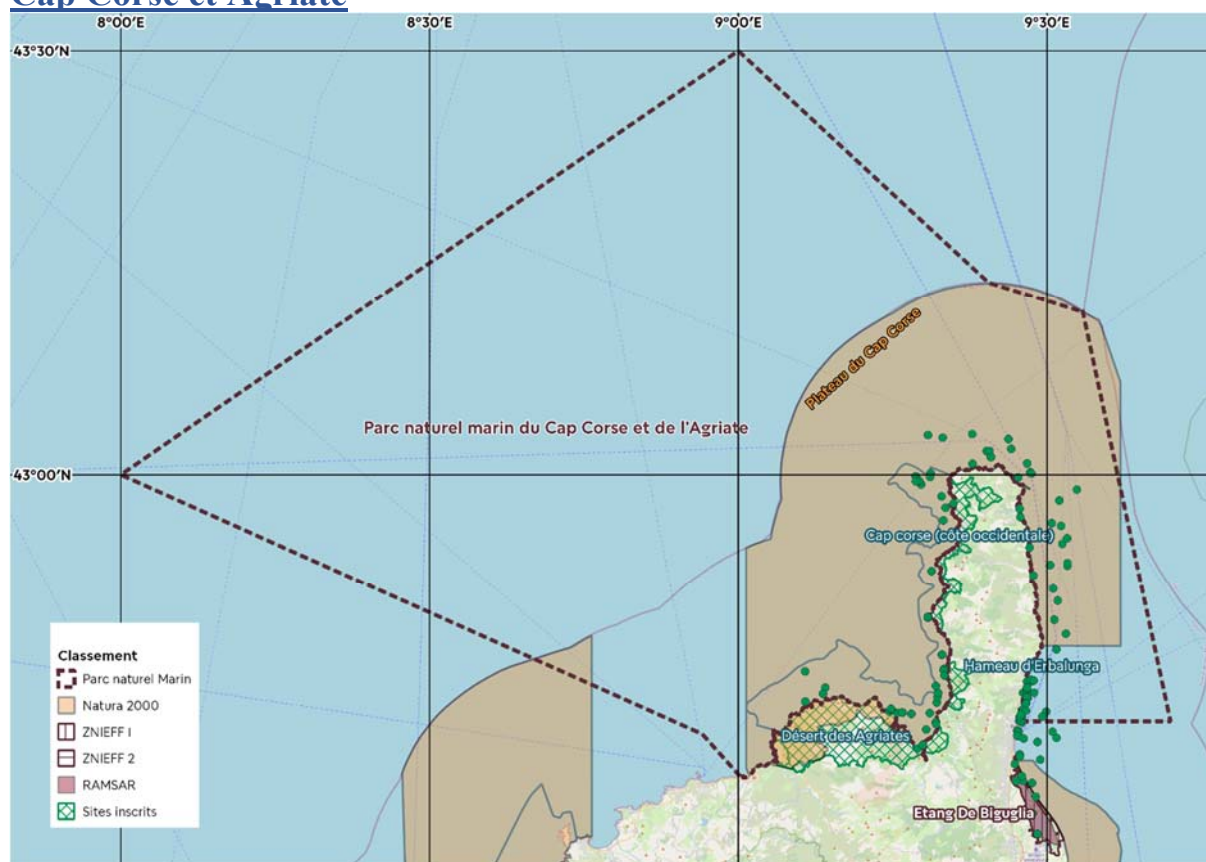 Cap Corse et Agriate
8°00'E
8°30'E
9°00'E
9°30'E
43°30'N
Plateau du Cap Corse
Parc naturel marin du Cap Corse et de l'Agriate
43°00'N
Cap corse (côte occidentale)
Hameau d'Erbalunga
Désert des Agriates
Etang De Biguglia
Classement
Parc naturel Marin
Natura 2000
ZNIEFF I
ZNIEFF 2
RAMSAR
Sites inscrits